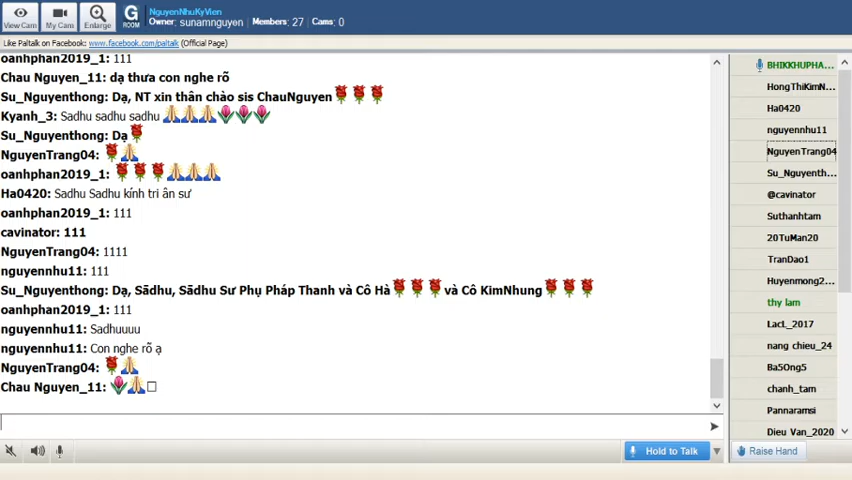 View Cam
My Cams
Enlarge
G
ROOM
NguyenNhuKyVien
Owner: sunamnguyen
Members: 27
Cams: 0
Like Paltalk on Facebook: www.facebook.com/paltalk (Official Page)
oanhphan2019_1: 111
Chau Nguyen_11: dạ thưa con nghe rõ
Su_Nguyenthong: Dạ, NT xin thân chào sis ChauNguyen
Kyanh_3: Sadhu sadhu sadhu
Su_Nguyenthong: Dạ
NguyenTrang04:
oanhphan2019_1:
Ha0420: Sadhu Sadhu kính tri ân sư
oanhphan2019_1: 111
cavinator: 111
NguyenTrang04: 1111
nguyennhu11: 111
Su_Nguyenthong: Dạ, Sādhu, Sādhu Sư Phụ Pháp Thanh và Cô Hà và Cô KimNhung
oanhphan2019_1: 111
nguyennhu11: Sadhuuuu
nguyennhu11: Con nghe rõ ạ
NguyenTrang04:
Chau Nguyen_11:
Hold to Talk
BHIKKHUPHA...
HongThiKimN...
Ha0420
nguyennhu11
NguyenTrang04
Su_Nguyenth...
@cavinator
Suthanhtam
20TuMan20
TranDao1
Huyenmong2...
thy lam
LacL_2017
nang chieu_24
Ba5Ong5
chanh_tam
Pannaramsi
Dieu Van_2020
Raise Hand